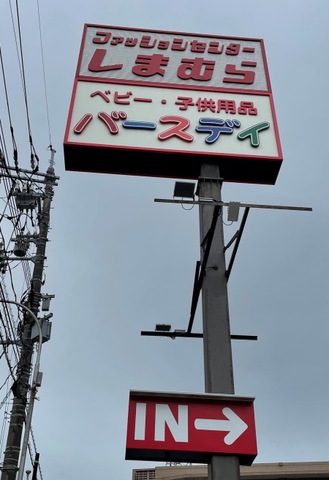 ファッションセンター
しまむら
ベビー・子供用品
バースディ
IN→